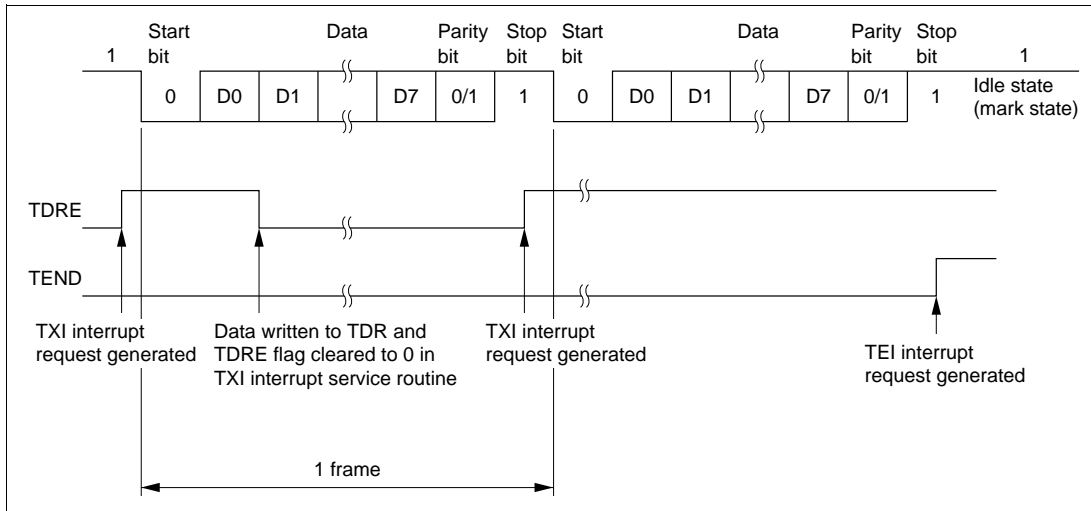 Start bit
Data
Parity bit
Stop bit
Start bit
Data
Parity bit
Stop bit
1
1
0
D0
D1
D7
0/1
1
0
D0
D1
D7
0/1
1
Idle state
(mark state)
TDRE
TEND
TXI interrupt
request generated
Data written to TDR and
TDRE flag cleared to 0 in
TXI interrupt service routine
TXI interrupt
request generated
TEI interrupt
request generated
1 frame